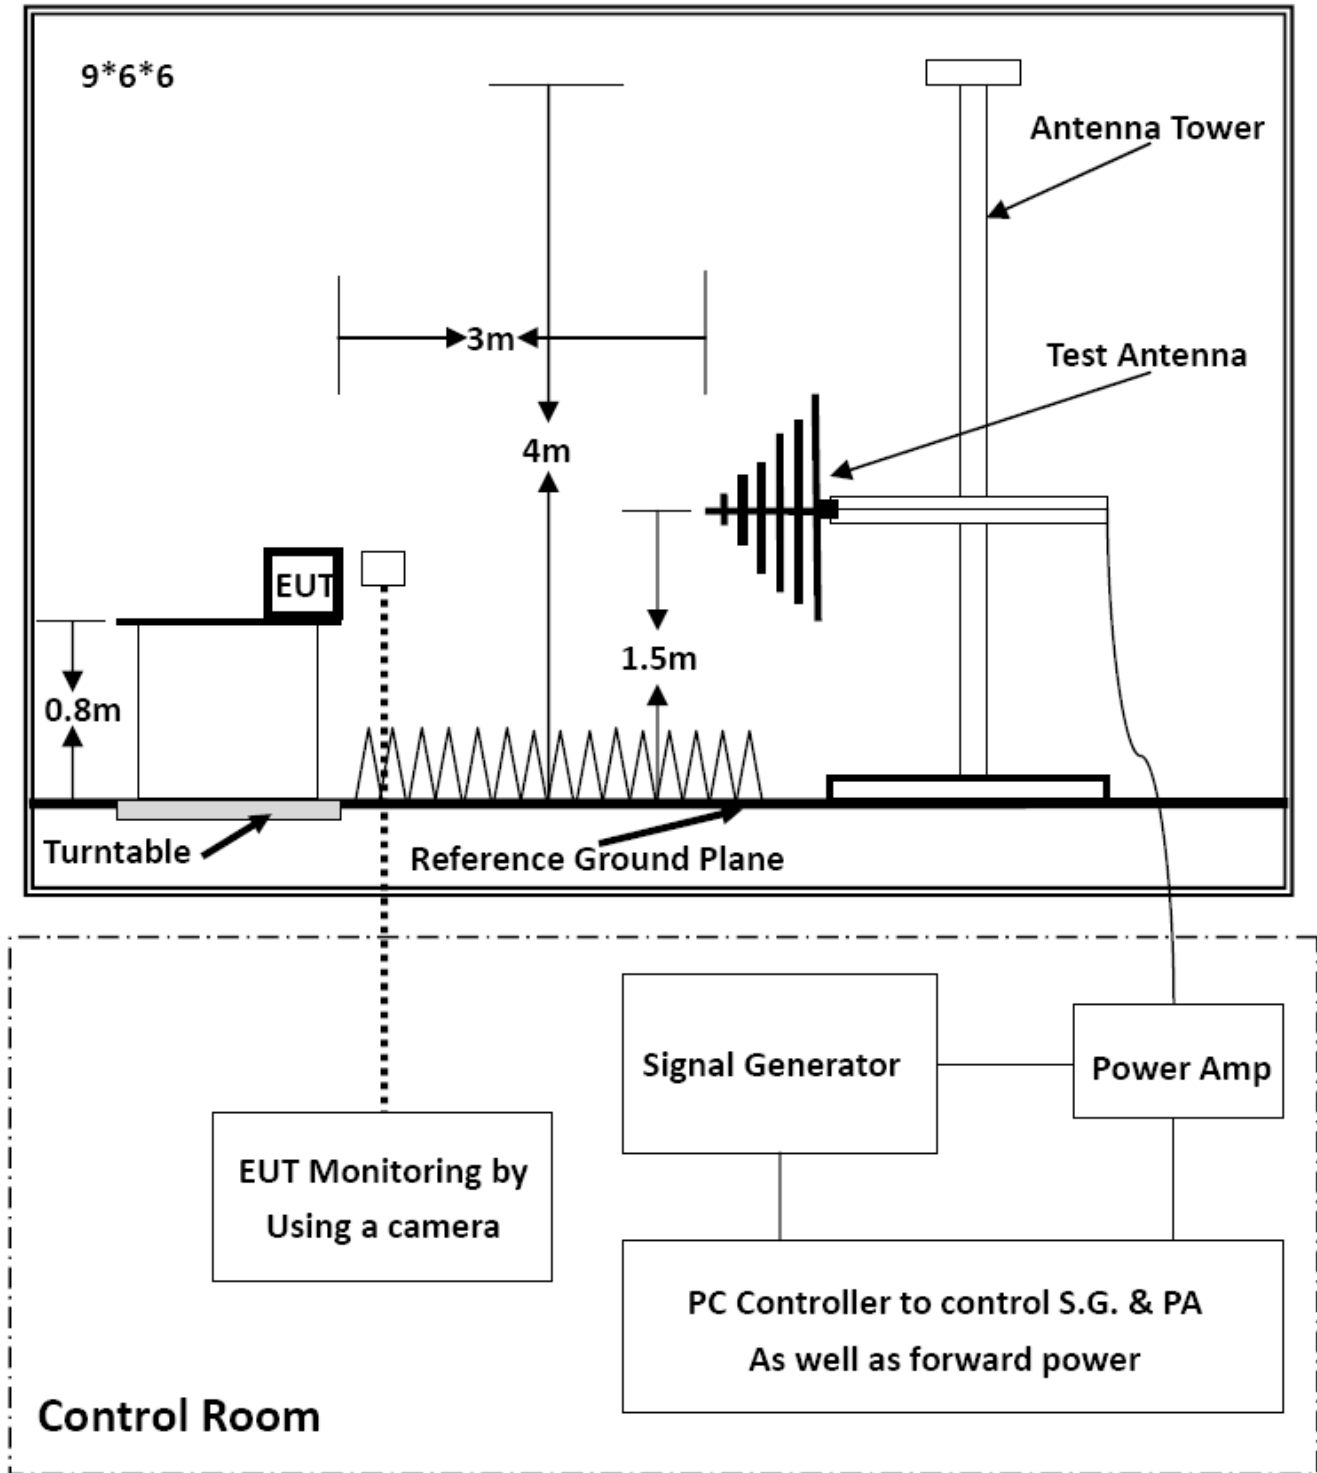 9*6*6
Antenna Tower
3m
Test Antenna
4m
EUT
1.5m
0.8m
Turntable
Reference Ground Plane
Signal Generator
Power Amp
EUT Monitoring by
Using a camera
PC Controller to control S.G. & PA
As well as forward power
Control Room